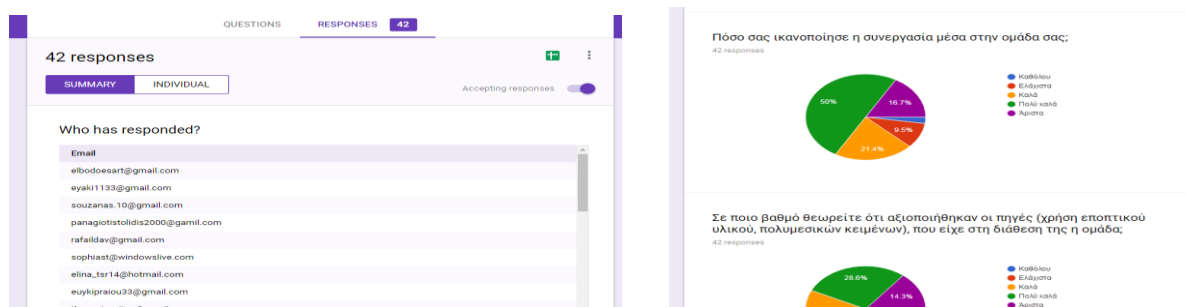 QUESTIONS RESPONSES 42
42 responses
SUMMARY INDIVIDUAL
Accepting responses
Who has responded?
Email
elbodoesart@gmail.com
eyaki1133@gmail.com
souzanas.10@gmail.com
panagiotistolidis2000@gamil.com
rafaildav@gmail.com
sophiast@windowslive.com
elina_tsr14@hotmail.com
euykipraiou33@gmail.com
Πόσο σας ικανοποίησε η συνεργασία μέσα στην ομάδα σας;
42 responses
Καθόλου
Ελάχιστα
Καλά
Πολύ καλά
Άριστα
50%
16.7%
9.5%
21.4%
Σε ποιο βαθμό θεωρείτε ότι αξιοποιήθηκαν οι πηγές (χρήση εποπτικού
υλικού, πολυμεσικών κειμένων), που είχε στη διάθεση της η ομάδα;
42 responses
Καθόλου
Ελάχιστα
Καλά
Πολύ καλά
Άριστα
28.6%
14.3%